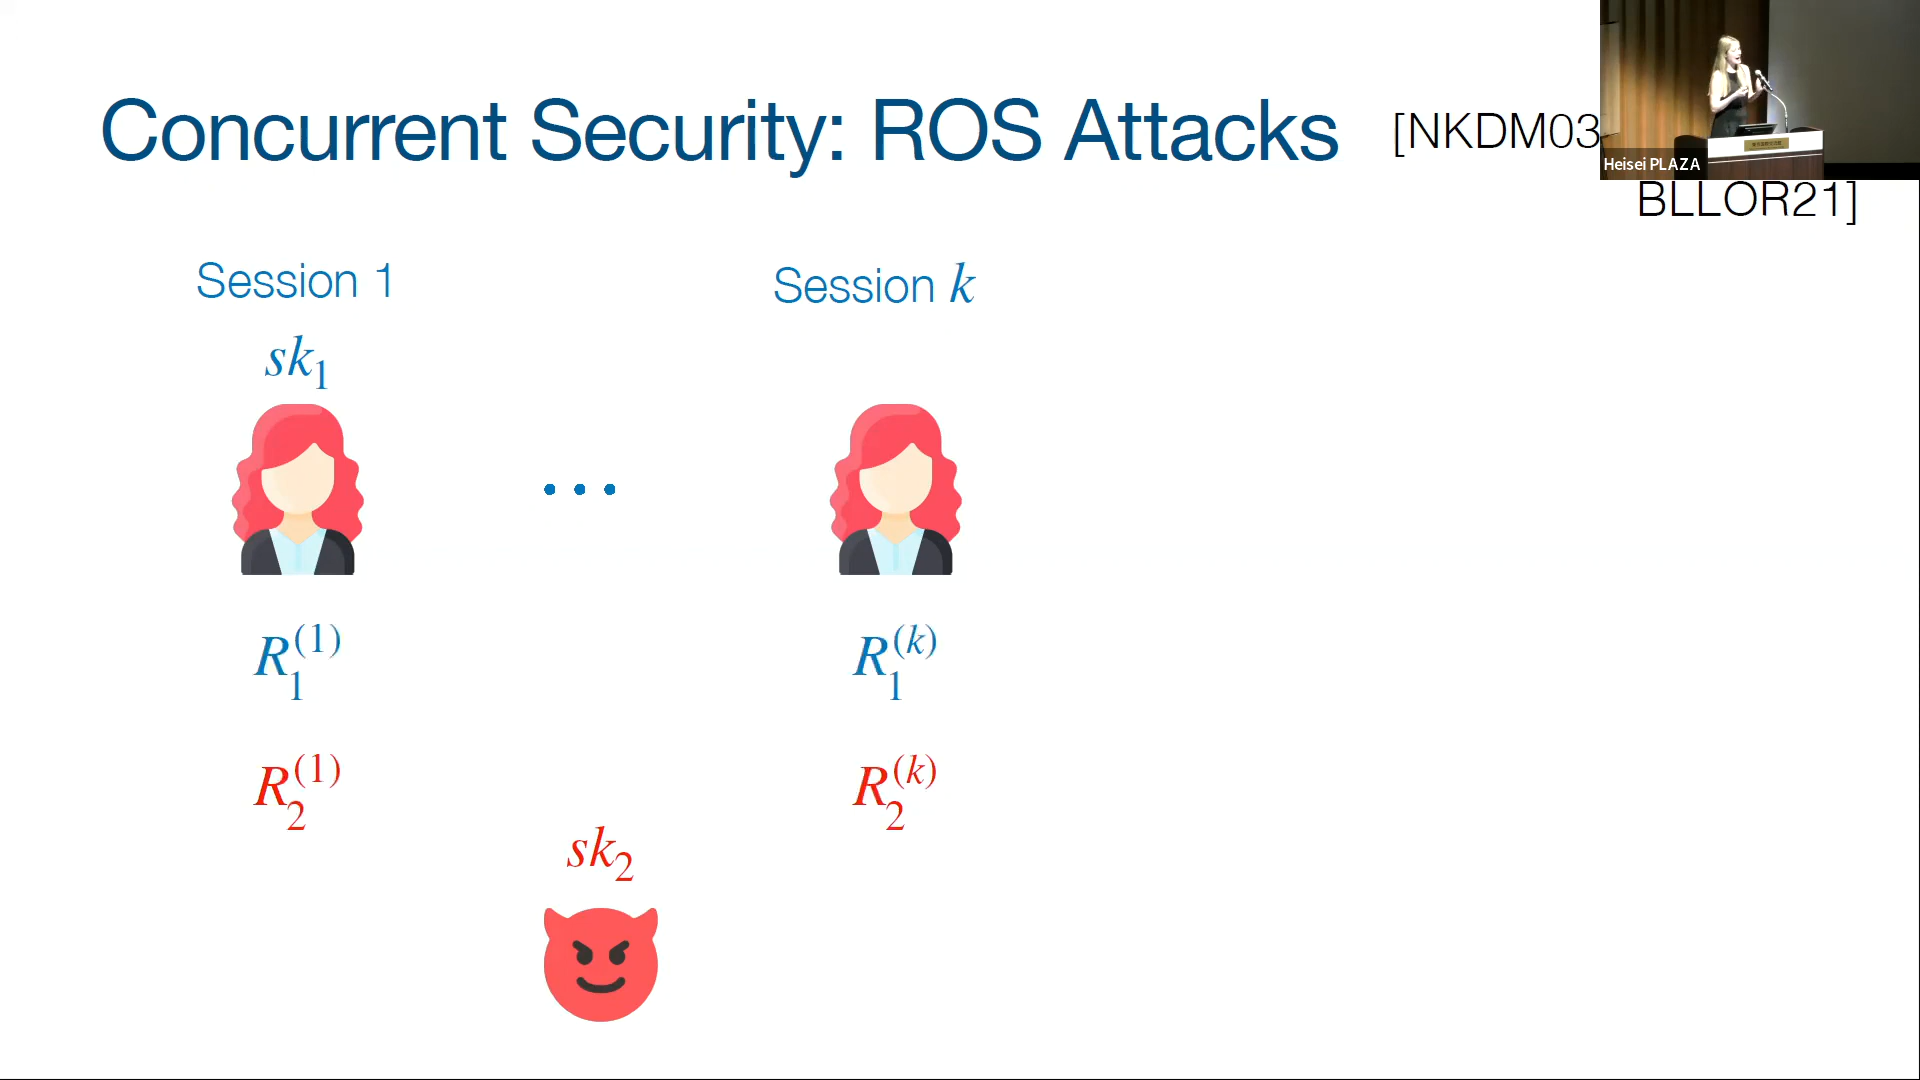 Concurrent Security: ROS Attacks [NKDM03
Heisei PLAZA
BLLOR21]
Session 1
Session k
sk₁
R₁⁽¹⁾
R₁⁽ᵏ⁾
R₂⁽¹⁾
R₂⁽ᵏ⁾
sk₂